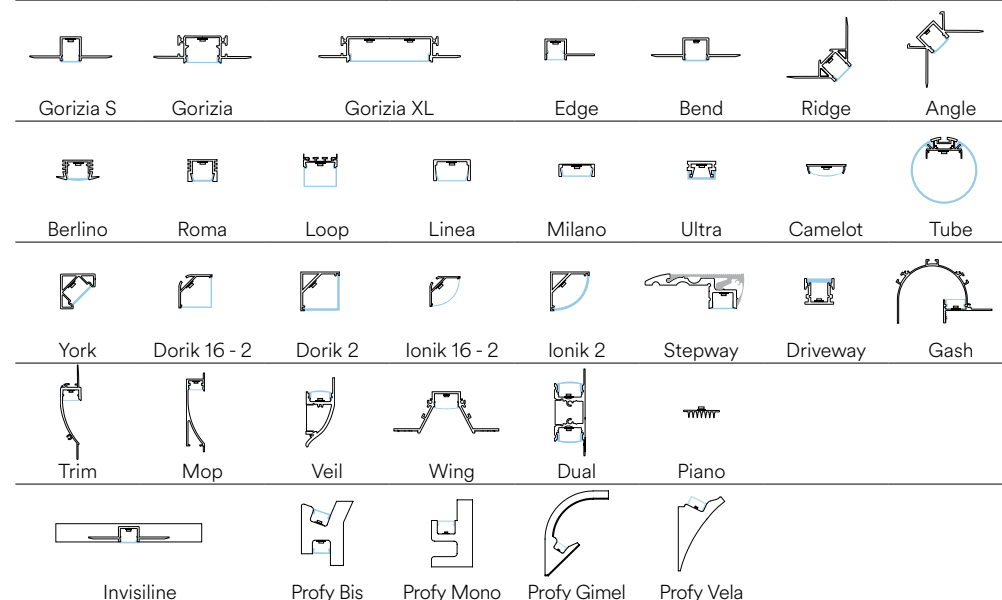 Gorizia S Gorizia Gorizia XL Edge Bend Ridge Angle
Berlino Roma Loop Linea Milano Ultra Camelot Tube
York Dorik 16 - 2 Dorik 2 Ionik 16 - 2 Ionik 2 Stepway Driveway Gash
Trim Mop Veil Wing Dual Piano
Invisiline Profy Bis Profy Mono Profy Gimel Profy Vela